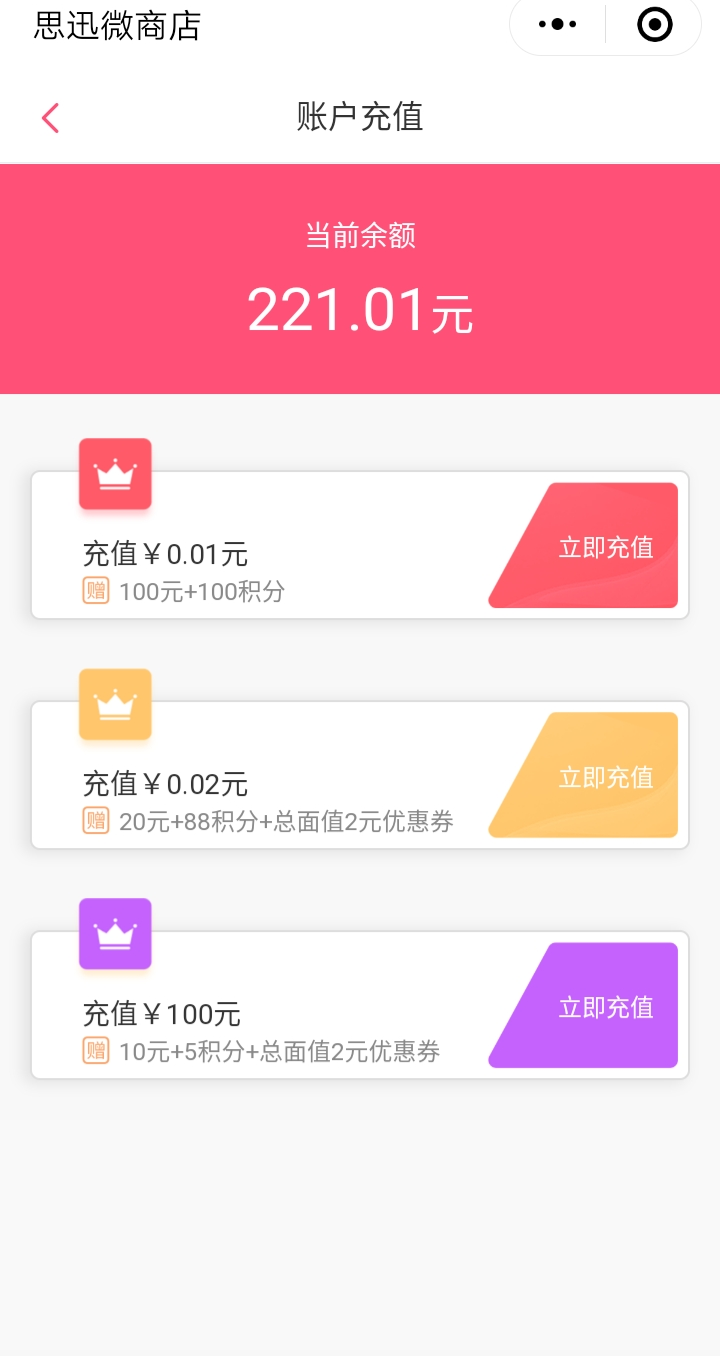 思迅微商店
账户充值
当前余额
221.01元
充值￥0.01元
立即充值
赠 100元+100积分
充值￥0.02元
立即充值
赠 20元+88积分+总面值2元优惠券
充值￥100元
立即充值
赠 10元+5积分+总面值2元优惠券